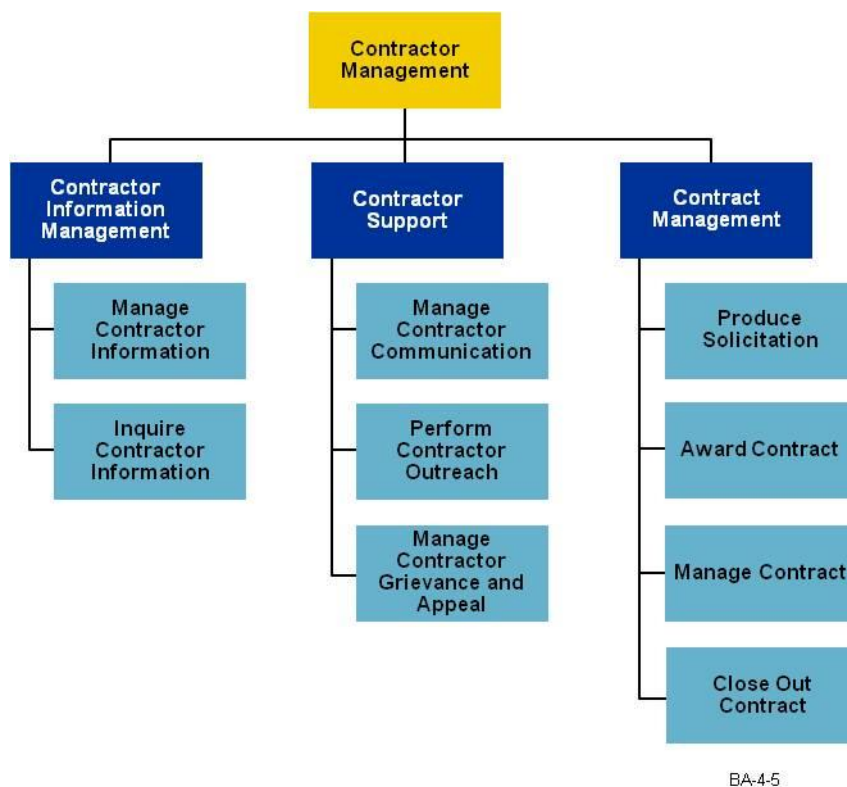 Contractor
Management
Contractor
Information
Management
Contractor
Support
Contract
Management
Manage
Contractor
Information
Inquire
Contractor
Information
Manage
Contractor
Communication
Perform
Contractor
Outreach
Manage
Contractor
Grievance and
Appeal
Produce
Solicitation
Award Contract
Manage Contract
Close Out
Contract
BA-4-5